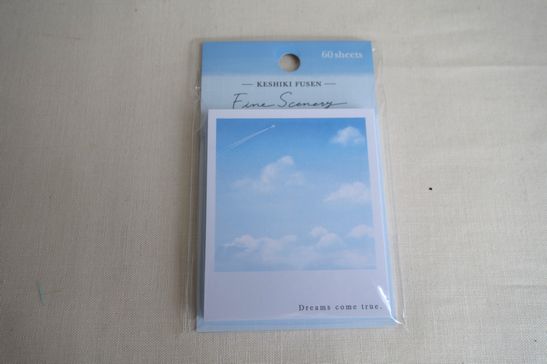 60 sheets
KESHIKI FUSEN
Fine Scenery
Dreams come true.